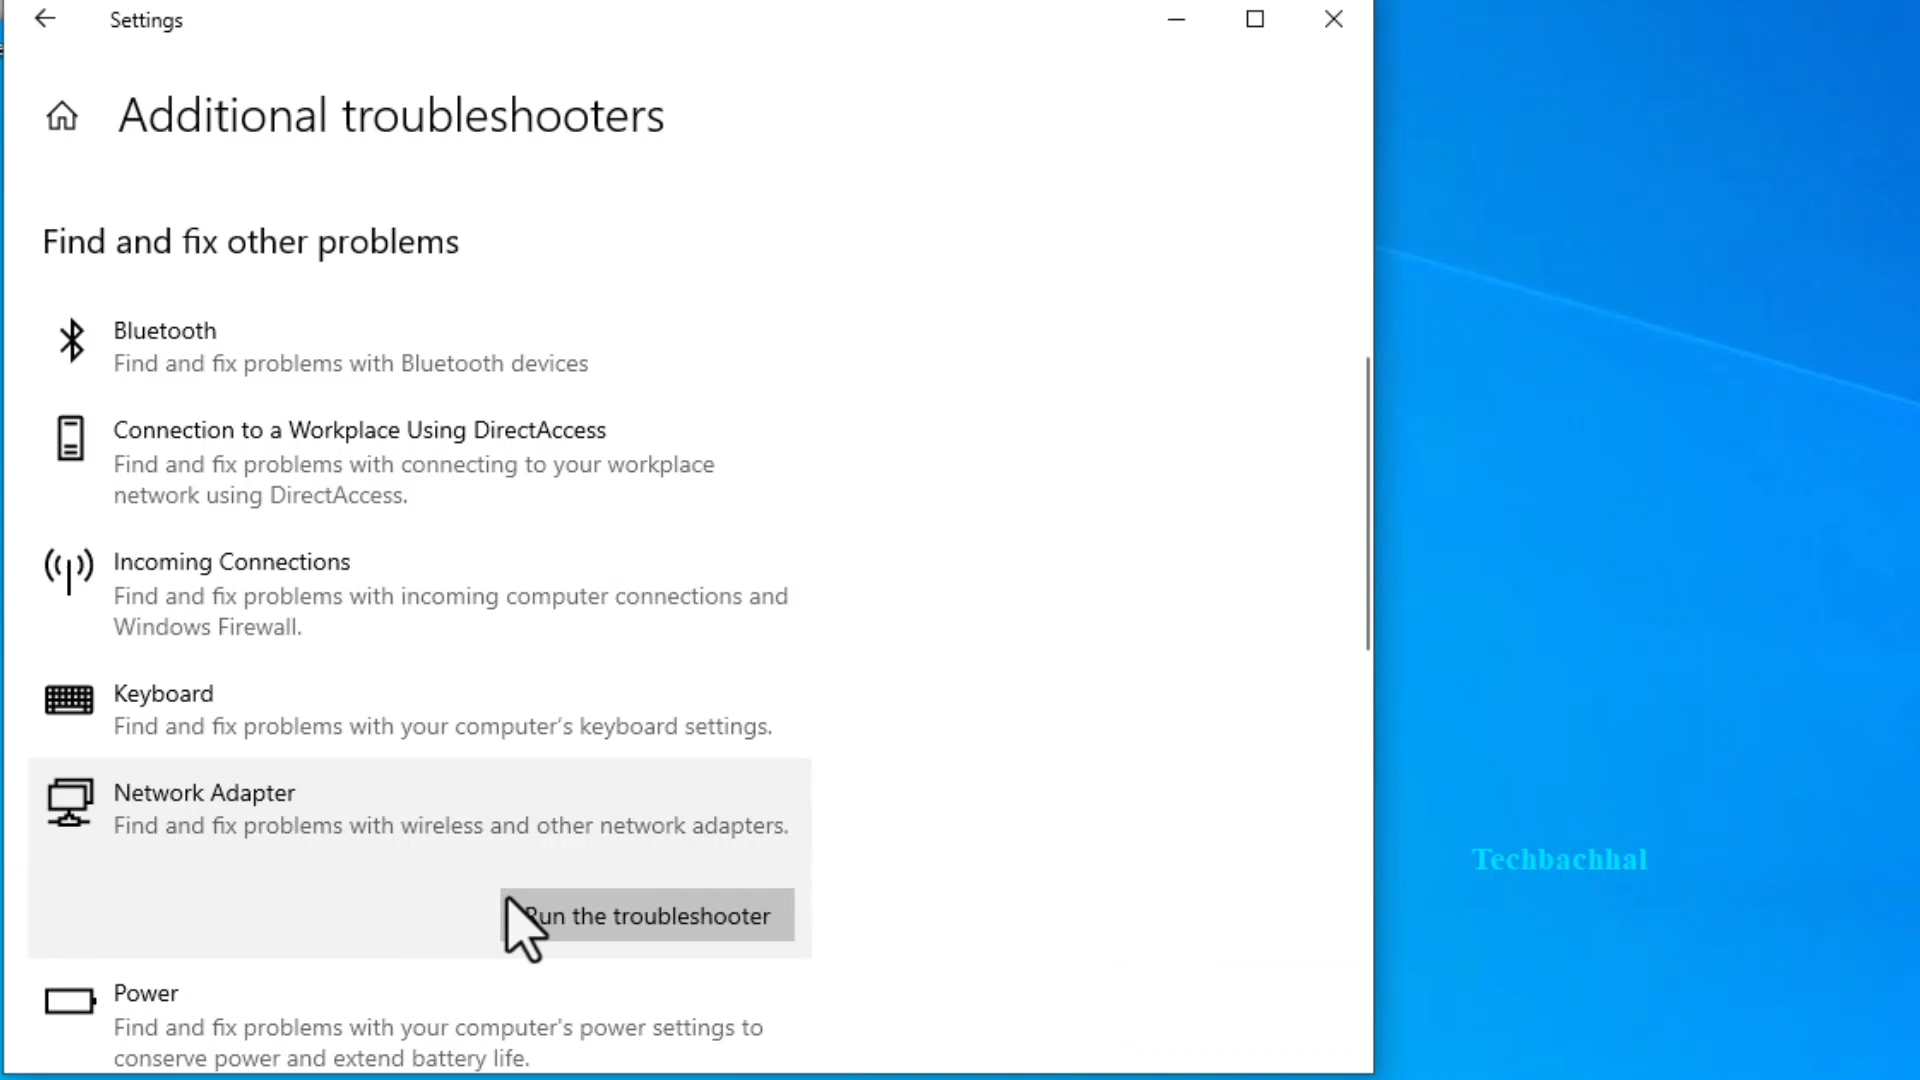 Settings
Additional troubleshooters
Find and fix other problems
Bluetooth
Find and fix problems with Bluetooth devices
Connection to a Workplace Using DirectAccess
Find and fix problems with connecting to your workplace
network using DirectAccess.
Incoming Connections
Find and fix problems with incoming computer connections and
Windows Firewall.
Keyboard
Find and fix problems with your computer's keyboard settings.
Network Adapter
Find and fix problems with wireless and other network adapters.
Run the troubleshooter
Techbachhal
Power
Find and fix problems with your computer's power settings to
conserve power and extend battery life.